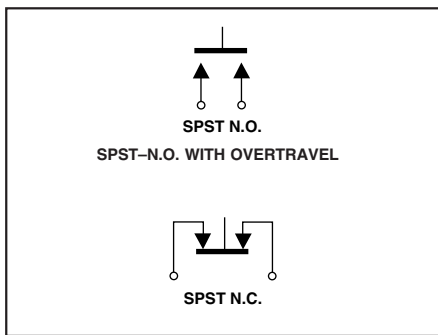 SPST N.O.
SPST–N.O. WITH OVERTRAVEL
SPST N.C.